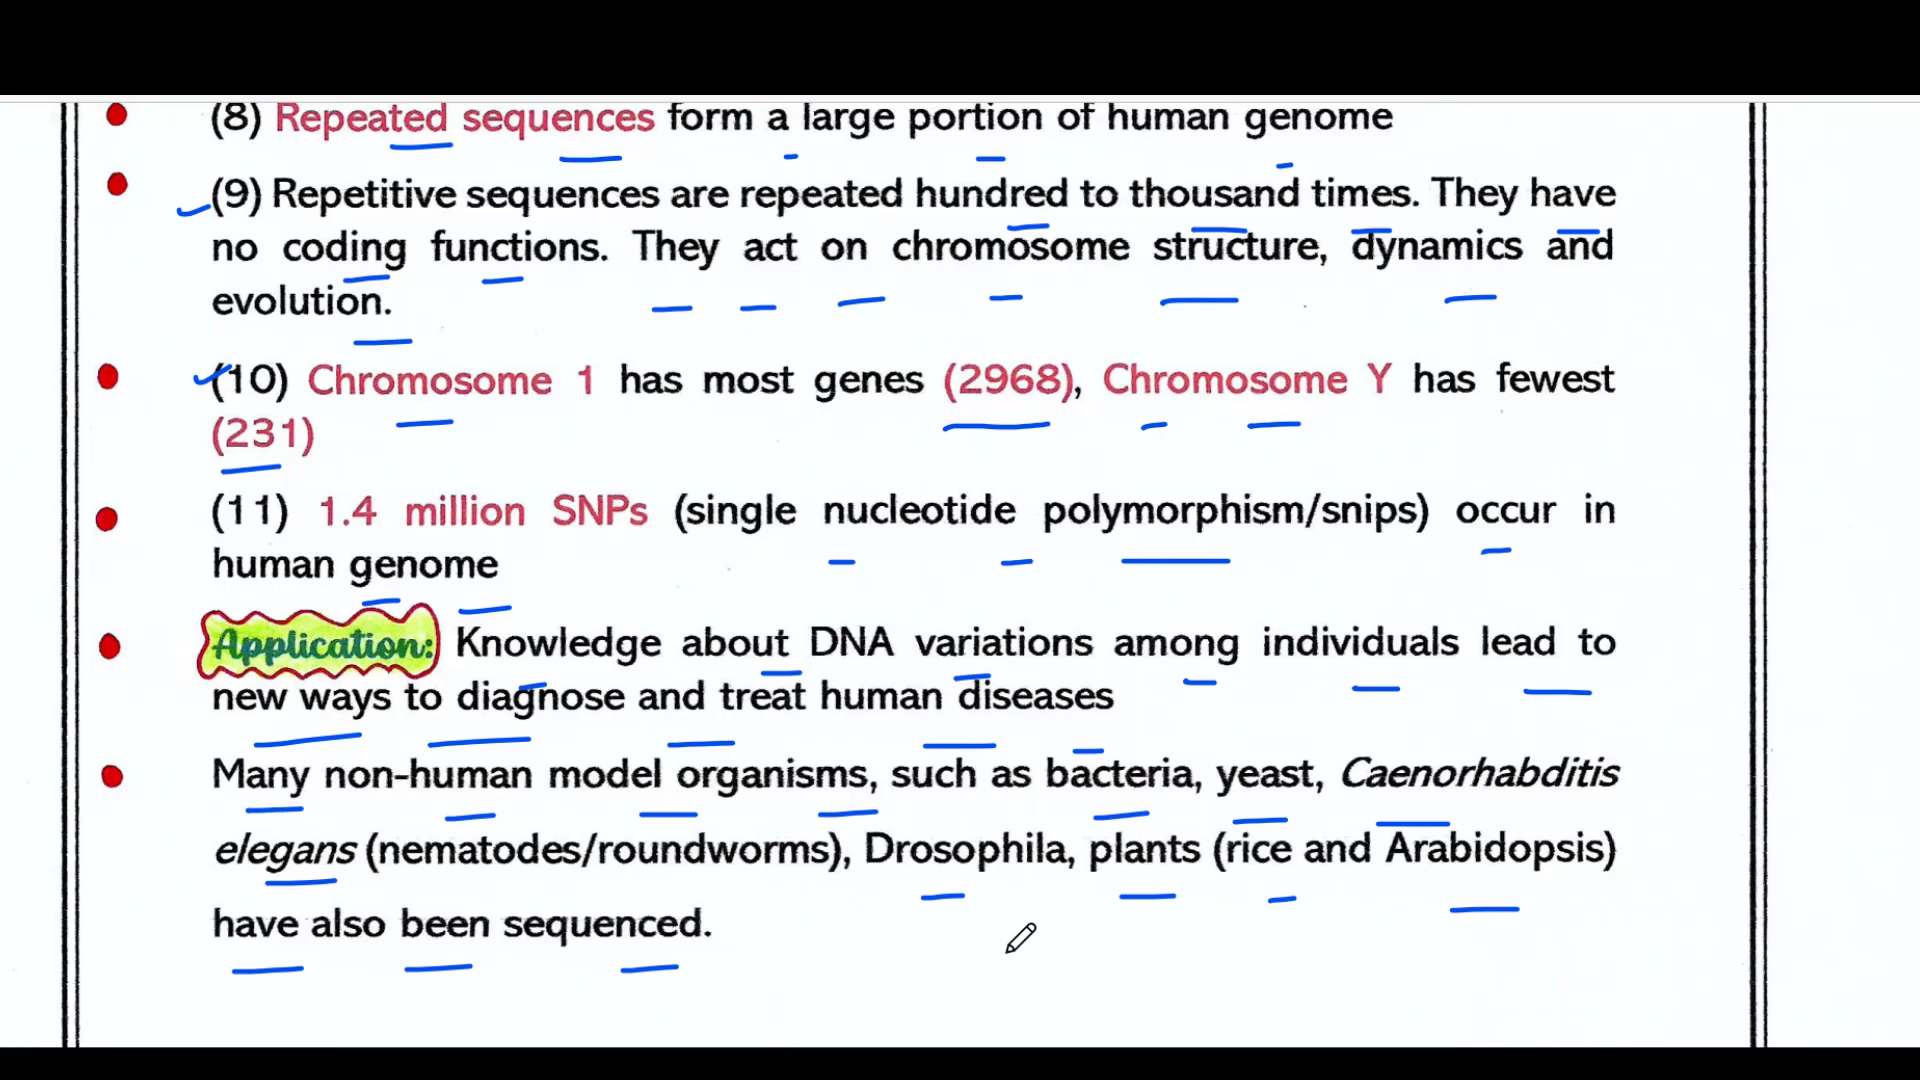 (8) Repeated sequences form a large portion of human genome
(9) Repetitive sequences are repeated hundred to thousand times. They have
no coding functions. They act on chromosome structure, dynamics and
evolution.
(10) Chromosome 1 has most genes (2968), Chromosome Y has fewest
(231)
(11) 1.4 million SNPs (single nucleotide polymorphism/snips) occur in
human genome
Application: Knowledge about DNA variations among individuals lead to
new ways to diagnose and treat human diseases
Many non-human model organisms, such as bacteria, yeast, Caenorhabditis
elegans (nematodes/roundworms), Drosophila, plants (rice and Arabidopsis)
have also been sequenced.